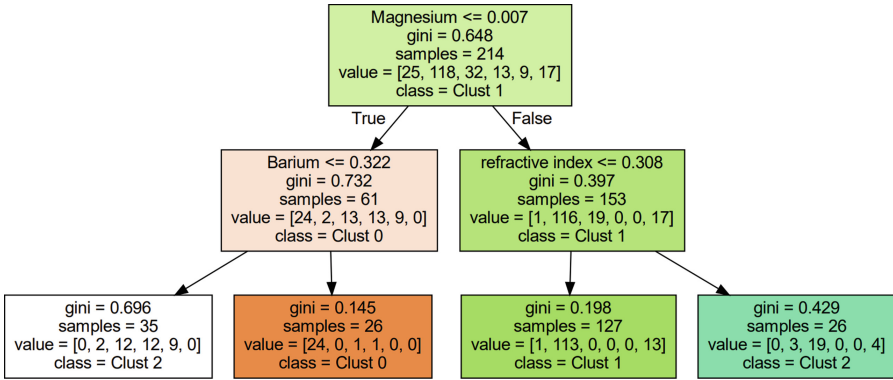 Magnesium <= 0.007
gini = 0.648
samples = 214
value = [25, 118, 32, 13, 9, 17]
class = Clust 1
True
False
Barium <= 0.322
gini = 0.732
samples = 61
value = [24, 2, 13, 13, 9, 0]
class = Clust 0
refractive index <= 0.308
gini = 0.397
samples = 153
value = [1, 116, 19, 0, 0, 17]
class = Clust 1
gini = 0.696
samples = 35
value = [0, 2, 12, 12, 9, 0]
class = Clust 2
gini = 0.145
samples = 26
value = [24, 0, 1, 1, 0, 0]
class = Clust 0
gini = 0.198
samples = 127
value = [1, 113, 0, 0, 0, 13]
class = Clust 1
gini = 0.429
samples = 26
value = [0, 3, 19, 0, 0, 4]
class = Clust 2